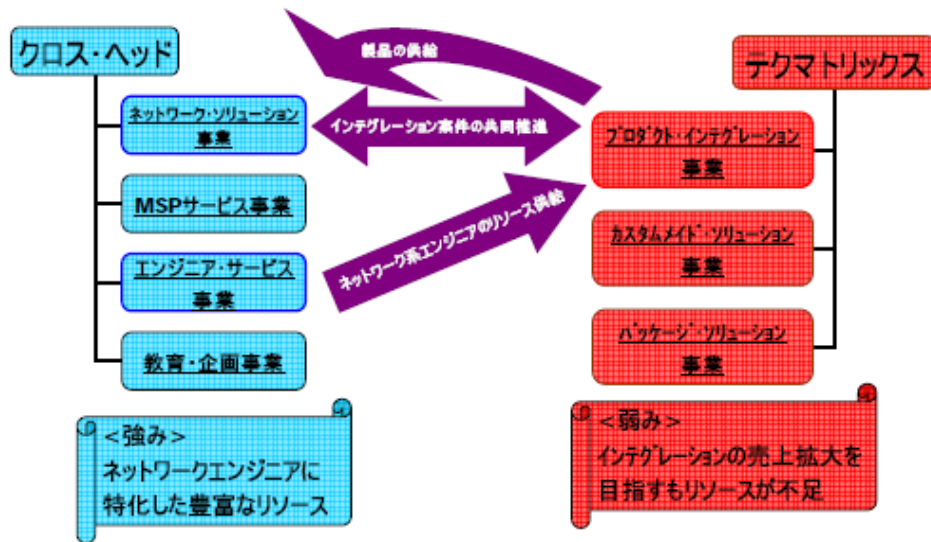 クロス・ヘッド
ネットワーク・ソリューション
事業
MSPサービス事業
エンジニア・サービス
事業
教育・企画事業
<強み>
ネットワークエンジニアに
特化した豊富なリソース
製品の供給
インテグレーション案件の共同推進
ネットワーク系エンジニアのリソース供給
テクマトリックス
プロダクト・インテグレーション
事業
カスタムメイド・ソリューション
事業
パッケージ・ソリューション
事業
<弱み>
インテグレーションの売上拡大を
目指すもリソースが不足